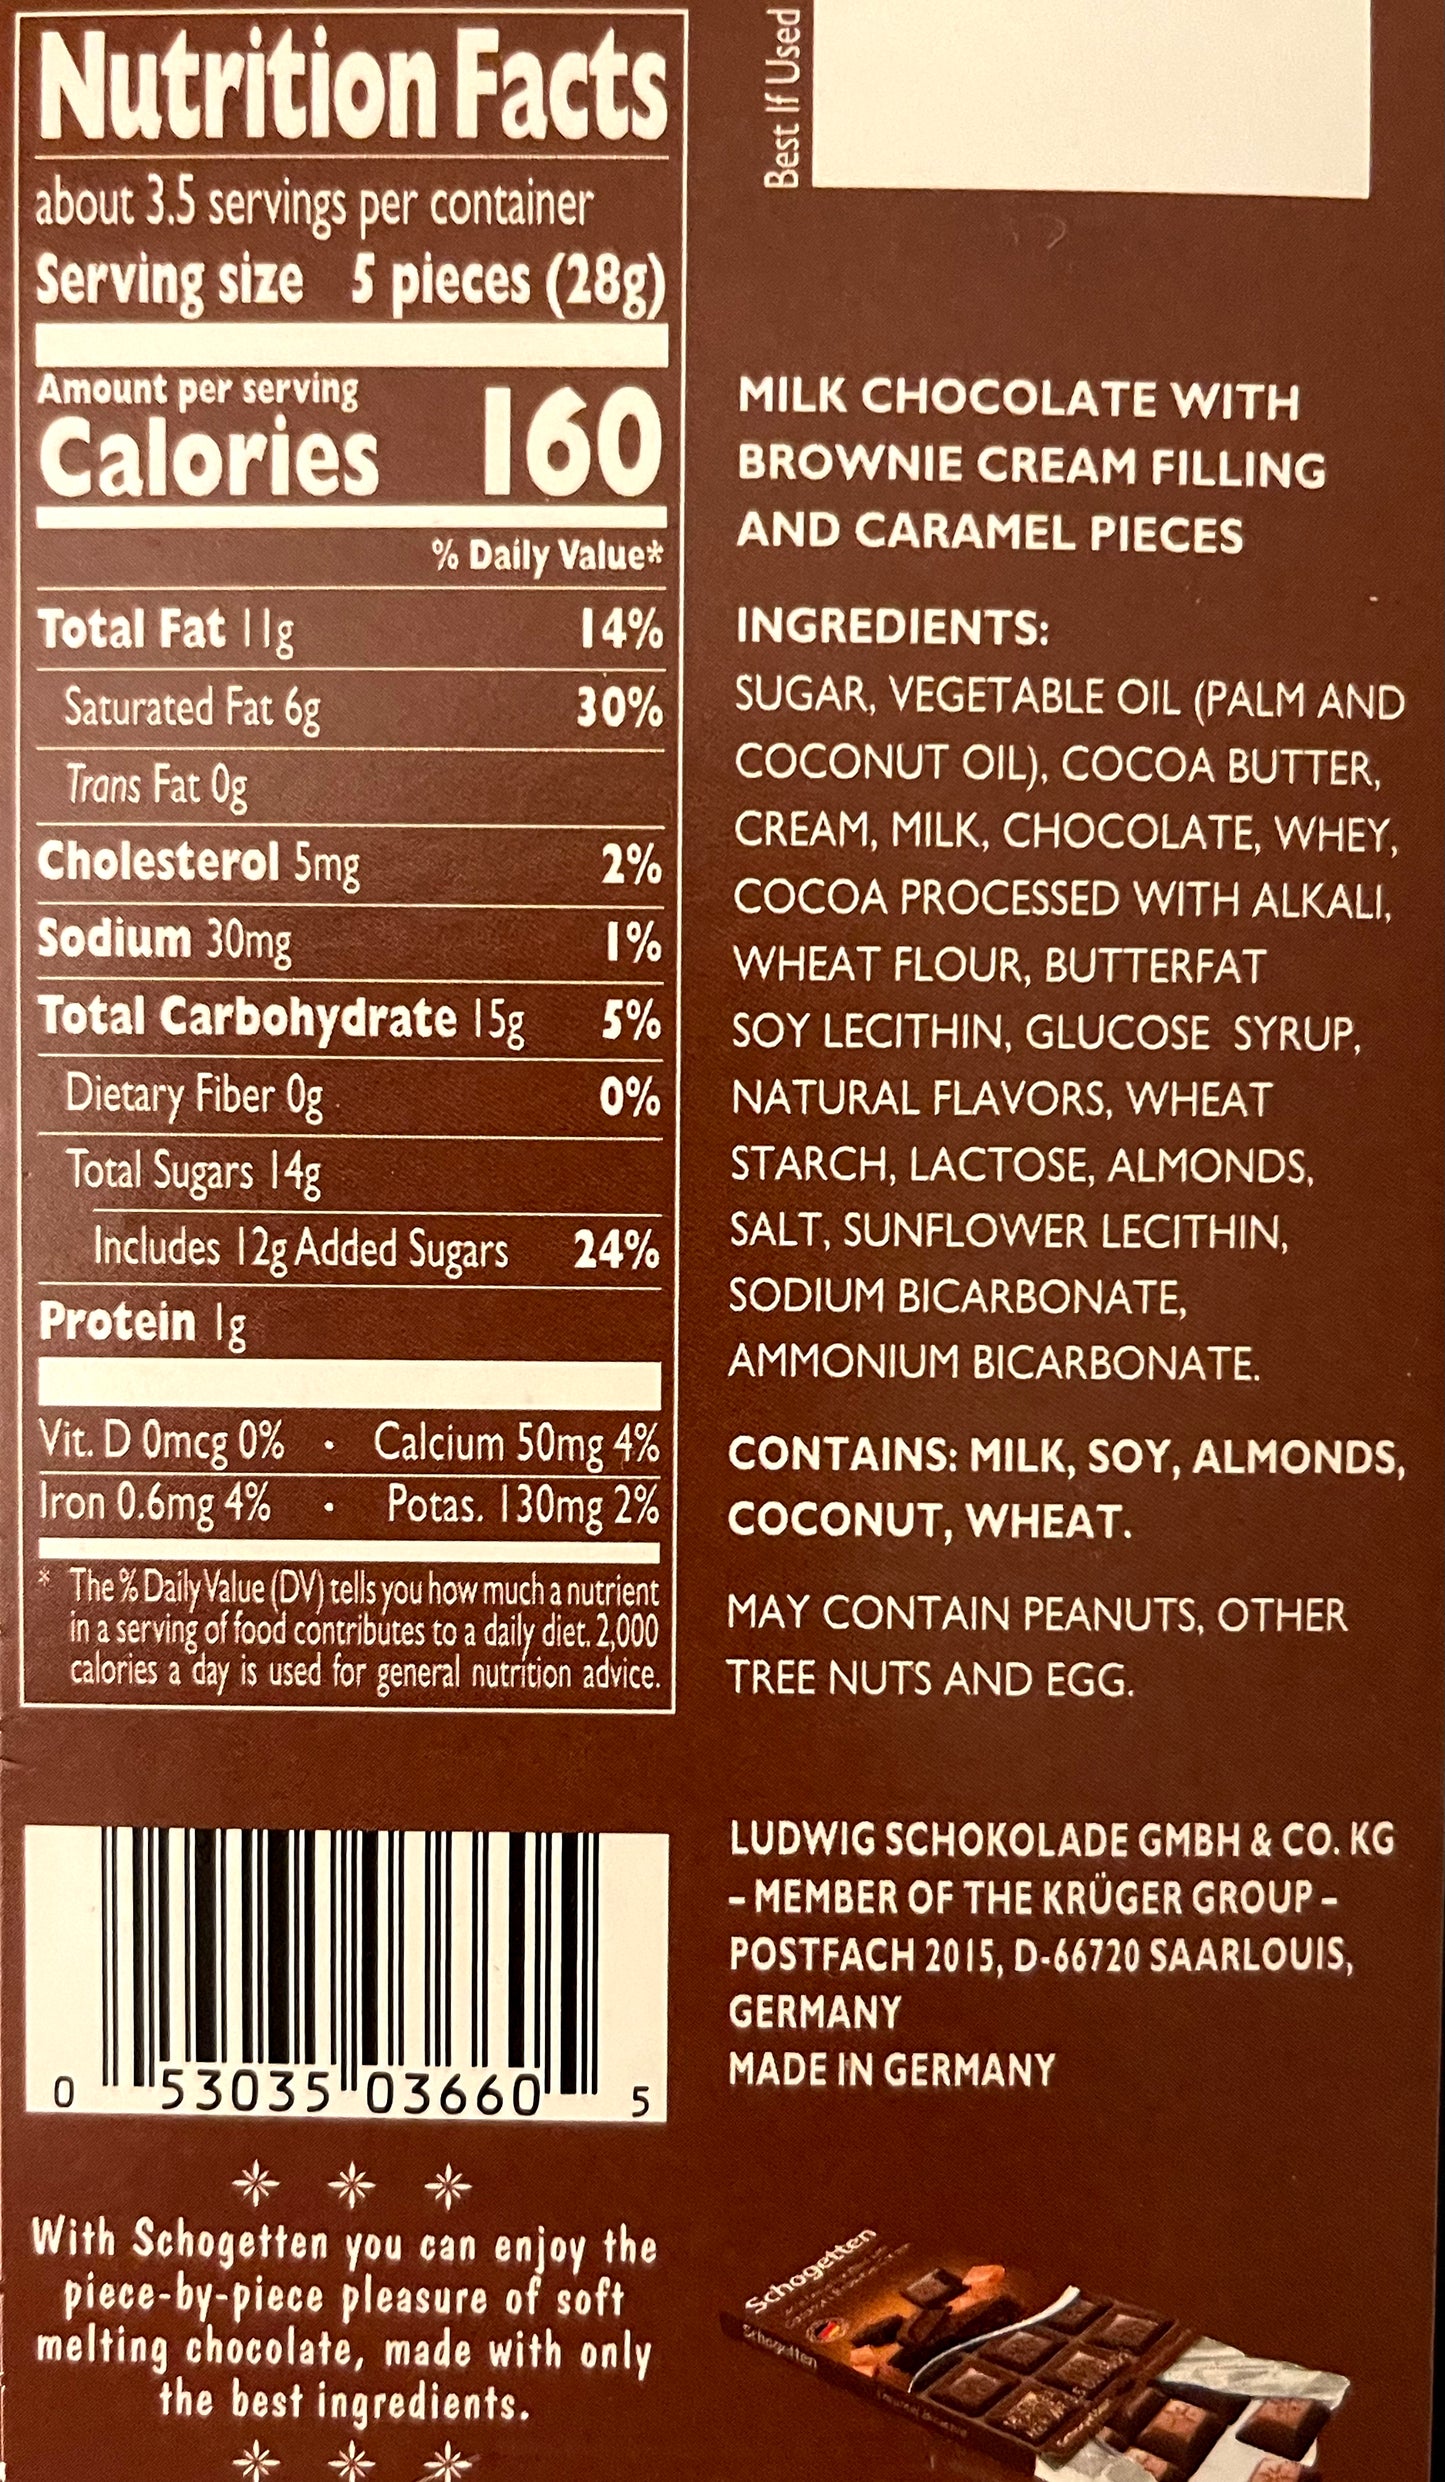 Nutrition Facts
about 3.5 servings per container
Serving size 5 pieces (28g)
Amount per serving
Calories 160
% Daily Value*
Total Fat 11g 14%
Saturated Fat 6g 30%
Trans Fat 0g
Cholesterol 5mg 2%
Sodium 30mg 1%
Total Carbohydrate 15g 5%
Dietary Fiber 0g 0%
Total Sugars 14g
Includes 12g Added Sugars 24%
Protein 1g
Vit. D 0mcg 0% • Calcium 50mg 4%
Iron 0.6mg 4% • Potas. 130mg 2%
* The % Daily Value (DV) tells you how much a nutrient
in a serving of food contributes to a daily diet. 2,000
calories a day is used for general nutrition advice.
0 53035 03660 5
With Schogetten you can enjoy the
piece-by-piece pleasure of soft
melting chocolate, made with only
the best ingredients.
Best If Used
MILK CHOCOLATE WITH
BROWNIE CREAM FILLING
AND CARAMEL PIECES
INGREDIENTS:
SUGAR, VEGETABLE OIL (PALM AND
COCONUT OIL), COCOA BUTTER,
CREAM, MILK, CHOCOLATE, WHEY,
COCOA PROCESSED WITH ALKALI,
WHEAT FLOUR, BUTTERFAT
SOY LECITHIN, GLUCOSE SYRUP,
NATURAL FLAVORS, WHEAT
STARCH, LACTOSE, ALMONDS,
SALT, SUNFLOWER LECITHIN,
SODIUM BICARBONATE,
AMMONIUM BICARBONATE.
CONTAINS: MILK, SOY, ALMONDS,
COCONUT, WHEAT.
MAY CONTAIN PEANUTS, OTHER
TREE NUTS AND EGG.
LUDWIG SCHOKOLADE GMBH & CO. KG
– MEMBER OF THE KRÜGER GROUP –
POSTFACH 2015, D-66720 SAARLOUIS,
GERMANY
MADE IN GERMANY
Schogetten
Schogetten